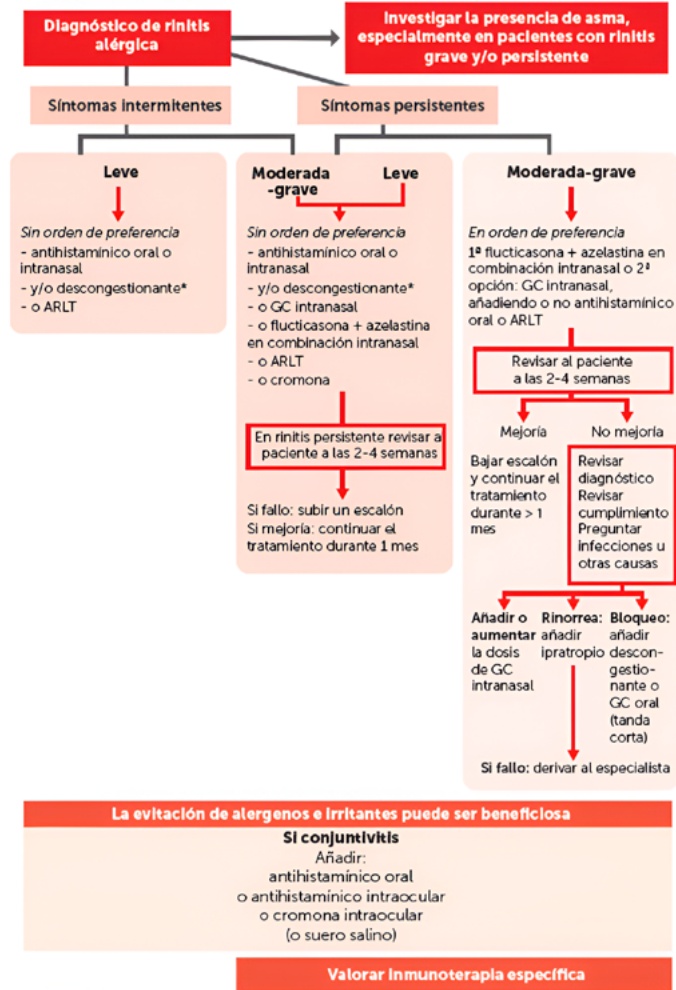 Diagnóstico de rinitis
alérgica
Investigar la presencia de asma,
especialmente en pacientes con rinitis
grave y/o persistente
Síntomas intermitentes
Síntomas persistentes
Leve
Sin orden de preferencia
- antihistamínico oral o
intranasal
- y/o descongestionante*
- o ARLT
Moderada
-grave
Leve
Sin orden de preferencia
- antihistamínico oral o
intranasal
- y/o descongestionante*
- o GC intranasal
- o flucticasona + azelastina
en combinación intranasal
- o ARLT
- o cromona
En rinitis persistente revisar a
paciente a las 2-4 semanas
Si fallo: subir un escalón
Si mejoría: continuar el
tratamiento durante 1 mes
Moderada-grave
En orden de preferencia
1ª flucticasona + azelastina en
combinación intranasal o 2ª
opción: GC intranasal,
añadiendo o no antihistamínico
oral o ARLT
Revisar al paciente
a las 2-4 semanas
Mejoría
Bajar escalón
y continuar el
tratamiento
durante > 1
mes
No mejoría
Revisar
diagnóstico
Revisar
cumplimiento
Preguntar
infecciones u
otras causas
Añadir o
aumentar
la dosis
de GC
intranasal
Rinorrea:
añadir
ipratropio
Bloqueo:
añadir
descon-
gestio-
nante o
GC oral
(tanda
corta)
Si fallo: derivar al especialista
La evitación de alergenos e irritantes puede ser beneficiosa
Si conjuntivitis
Añadir:
antihistamínico oral
o antihistamínico intraocular
o cromona intraocular
(o suero salino)
Valorar inmunoterapia específica